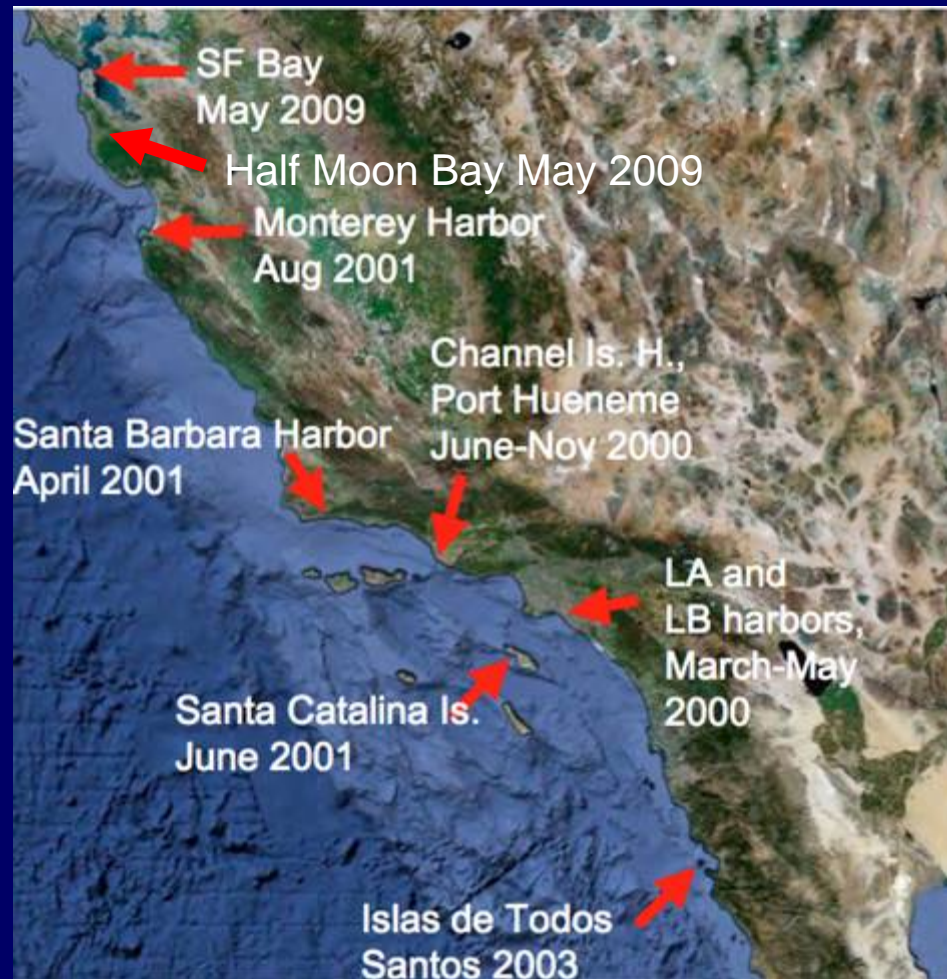 SF Bay
May 2009
Half Moon Bay May 2009
Monterey Harbor
Aug 2001
Channel Is. H.,
Port Hueneme
June-Nov 2000
Santa Barbara Harbor
April 2001
LA and
LB harbors,
March-May
2000
Santa Catalina Is.
June 2001
Islas de Todos
Santos 2003